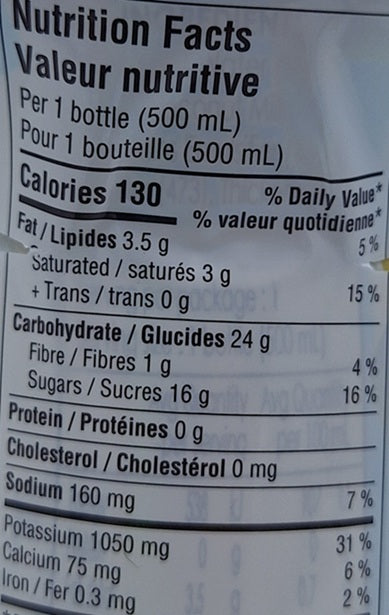 Nutrition Facts
Valeur nutritive
Per 1 bottle (500 mL)
Pour 1 bouteille (500 mL)
Calories 130
% Daily Value*
% valeur quotidienne*
Fat / Lipides 3.5 g 5 %
Saturated / saturés 3 g
+ Trans / trans 0 g 15 %
Carbohydrate / Glucides 24 g
Fibre / Fibres 1 g 4 %
Sugars / Sucres 16 g 16 %
Protein / Protéines 0 g
Cholesterol / Cholestérol 0 mg
Sodium 160 mg 7 %
Potassium 1050 mg 31 %
Calcium 75 mg 6 %
Iron / Fer 0.3 mg 2 %